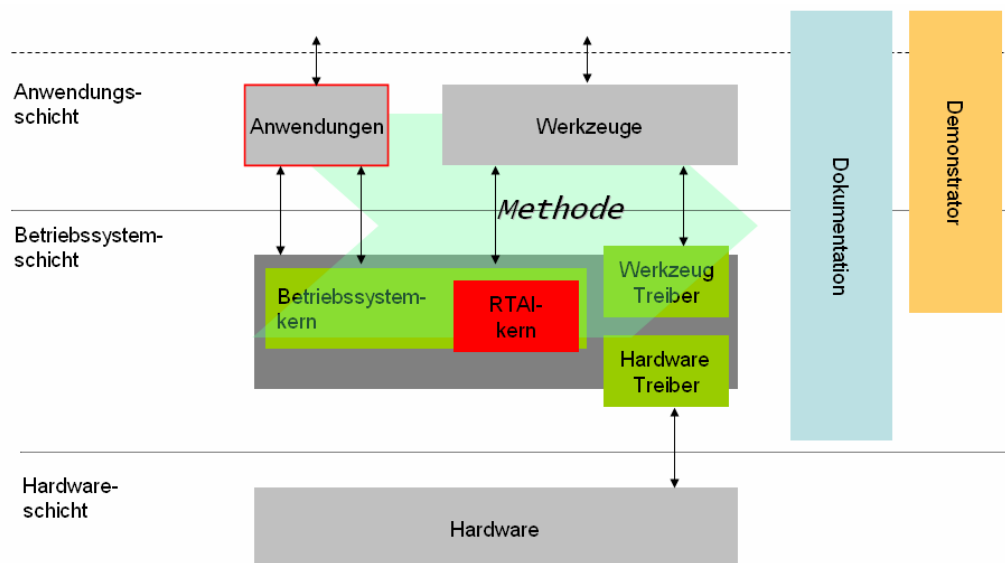 Anwendungs-
schicht
Anwendungen
Werkzeuge
Methode
Betriebssystem-
schicht
Betriebssystem-
kern
RTAI-
kern
Werkzeug
Treiber
Hardware
Treiber
Hardware-
schicht
Hardware
Dokumentation
Demonstrator